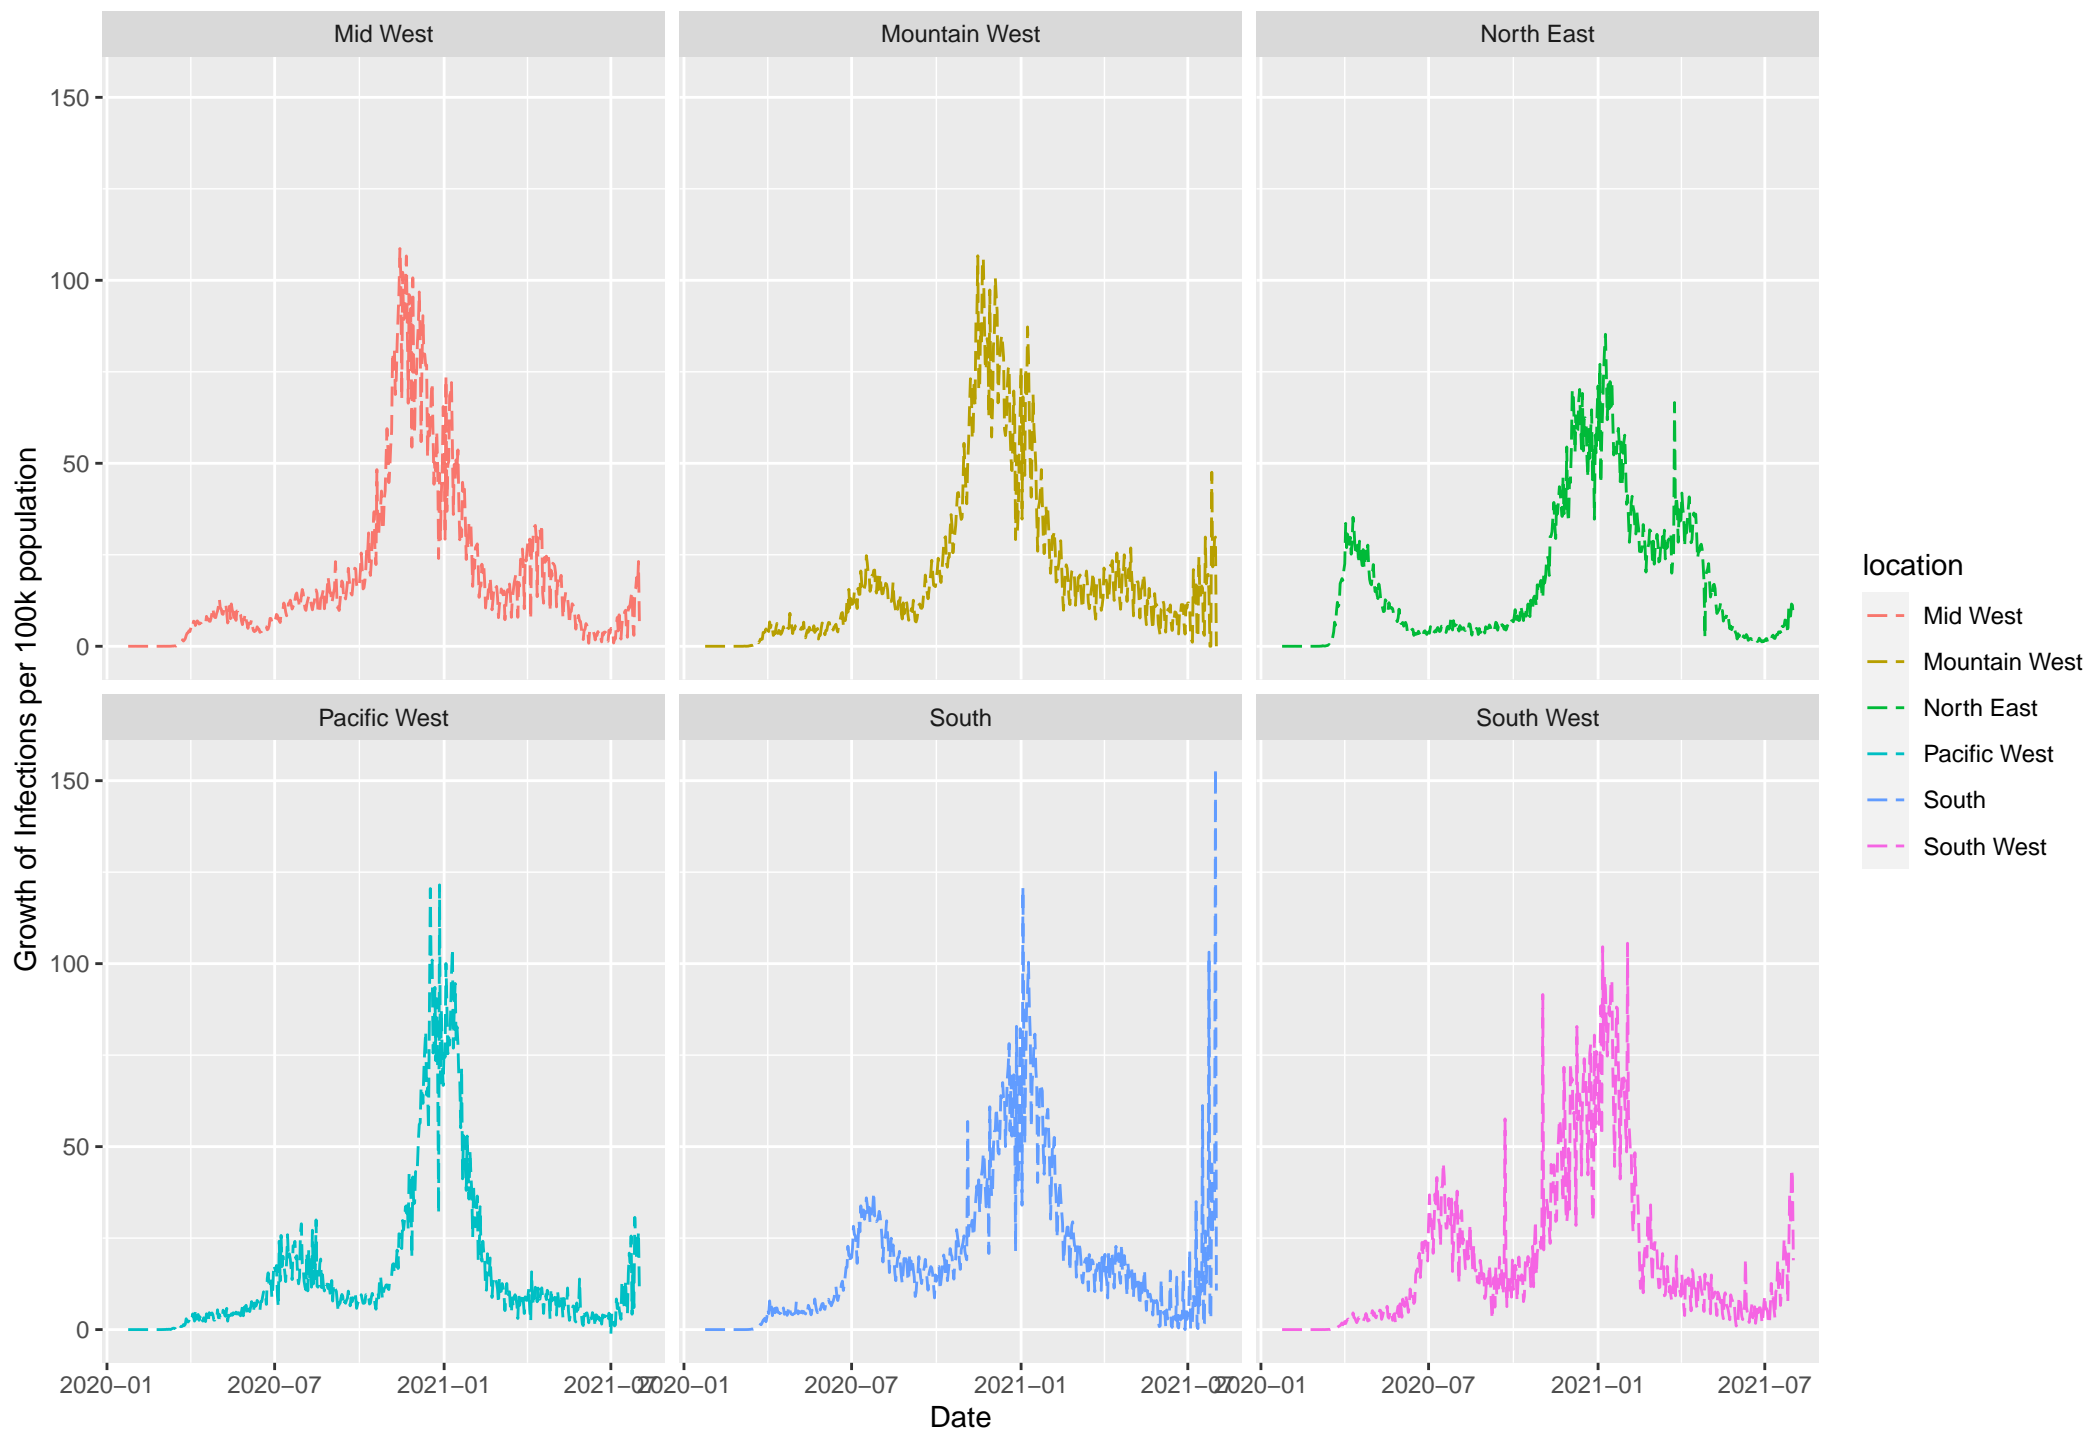 Mid West
Mountain West
North East
150
100
50
0
Growth of Infections per 100k population
Pacific West
South
South West
150
100
50
0
2020–01
2020–07
2021–01
2021–07
2020–01
2020–07
2021–01
2021–07
2020–01
2020–07
2021–01
2021–07
Date
location
Mid West
Mountain West
North East
Pacific West
South
South West